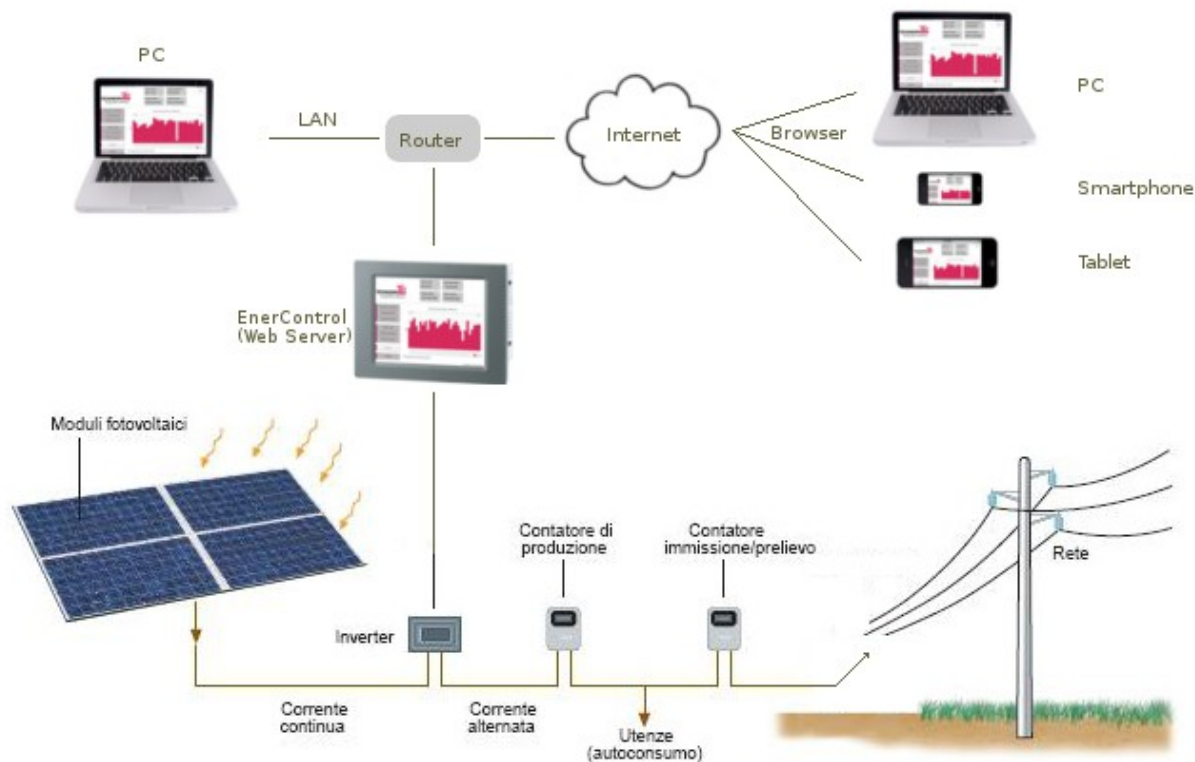 PC
LAN
Router
Internet
Browser
PC
Smartphone
Tablet
EnerControl
(Web Server)
Moduli fotovoltaici
Contatore di
produzione
Contatore
immissione/prelievo
Rete
Inverter
Corrente
continua
Corrente
alternata
Utenze
(autoconsumo)